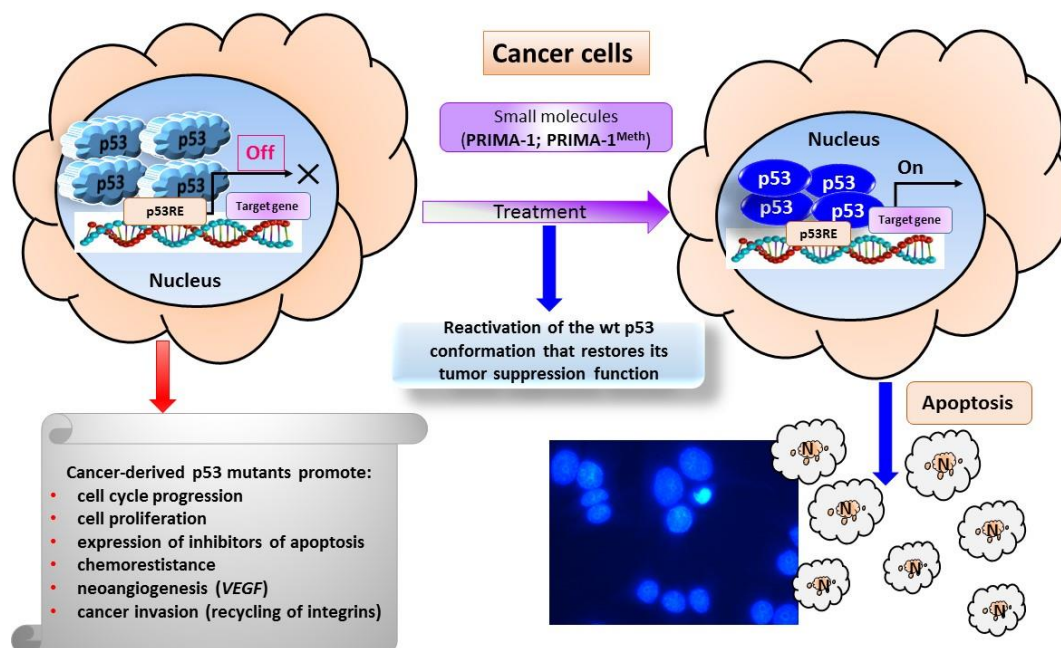 Cancer cells
p53
p53
p53
p53
Off
p53RE
Target gene
Nucleus
Small molecules
(PRIMA-1; PRIMA-1Meth)
Treatment
Reactivation of the wt p53
conformation that restores its
tumor suppression function
Nucleus
p53
p53
p53
p53
On
Target gene
p53RE
Cancer-derived p53 mutants promote:
• cell cycle progression
• cell proliferation
• expression of inhibitors of apoptosis
• chemorestistance
• neoangiogenesis (VEGF)
• cancer invasion (recycling of integrins)
Apoptosis
N
N
N
N
N
N
N